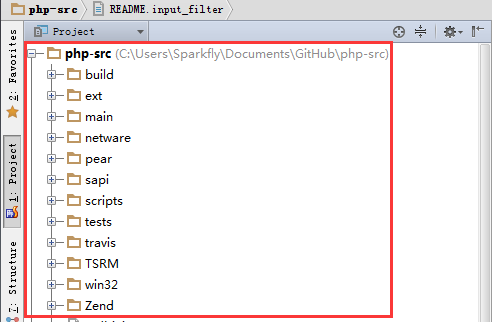 php-src
README.input_filter
Project
php-src (C:\Users\Sparkfly\Documents\GitHub\php-src)
build
ext
main
netware
pear
sapi
scripts
tests
travis
TSRM
win32
Zend
2: Favorites
1: Project
7: Structure